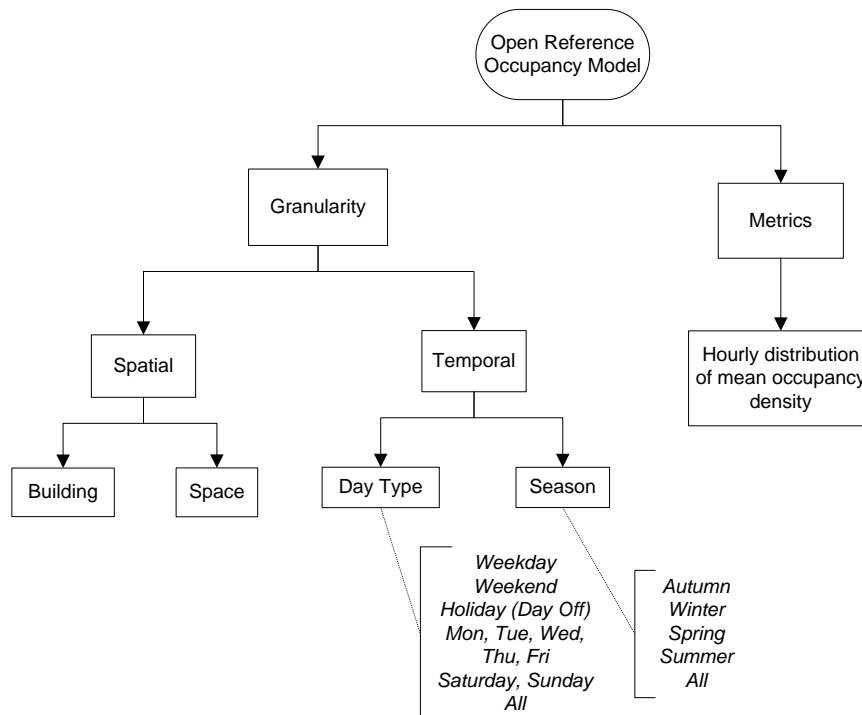 Open Reference
Occupancy Model
Granularity
Metrics
Spatial
Temporal
Hourly distribution
of mean occupancy
density
Building
Space
Day Type
Season
Weekday
Weekend
Holiday (Day Off)
Mon, Tue, Wed,
Thu, Fri
Saturday, Sunday
All
Autumn
Winter
Spring
Summer
All